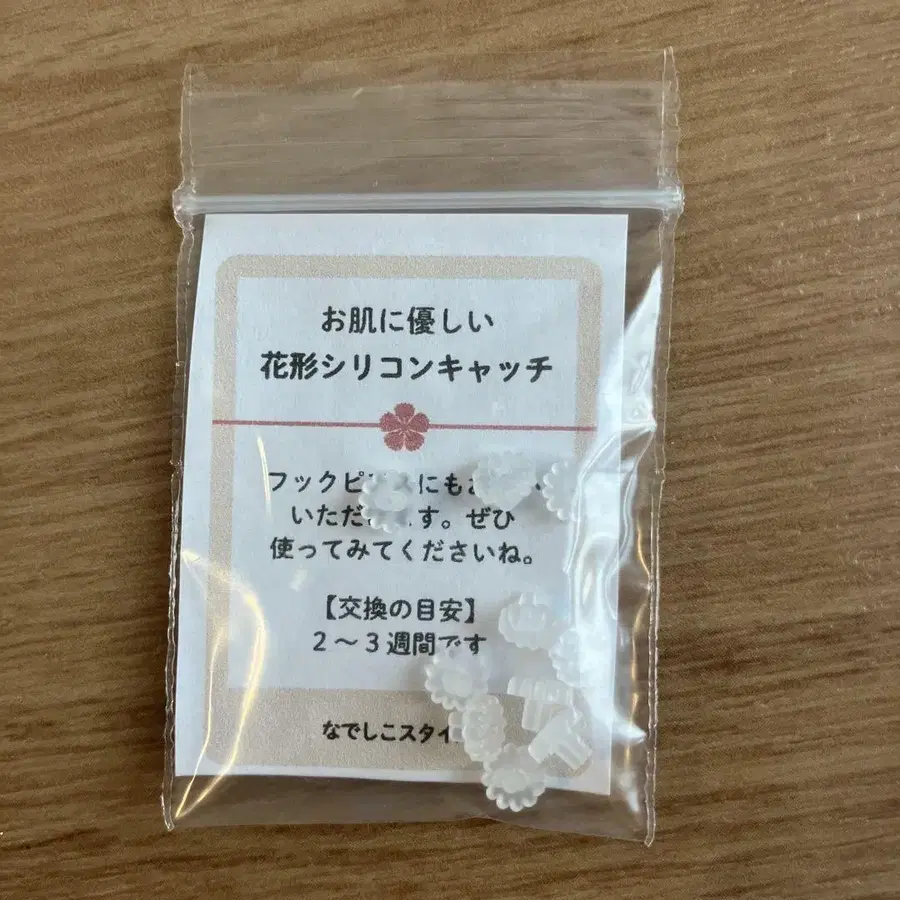 お肌に優しい
花形シリコンキャッチ
フックピ スにもお
いただ す。ぜひ
使ってみてくださいね。
【交換の目安】
2～3週間です
なでしこスタイ